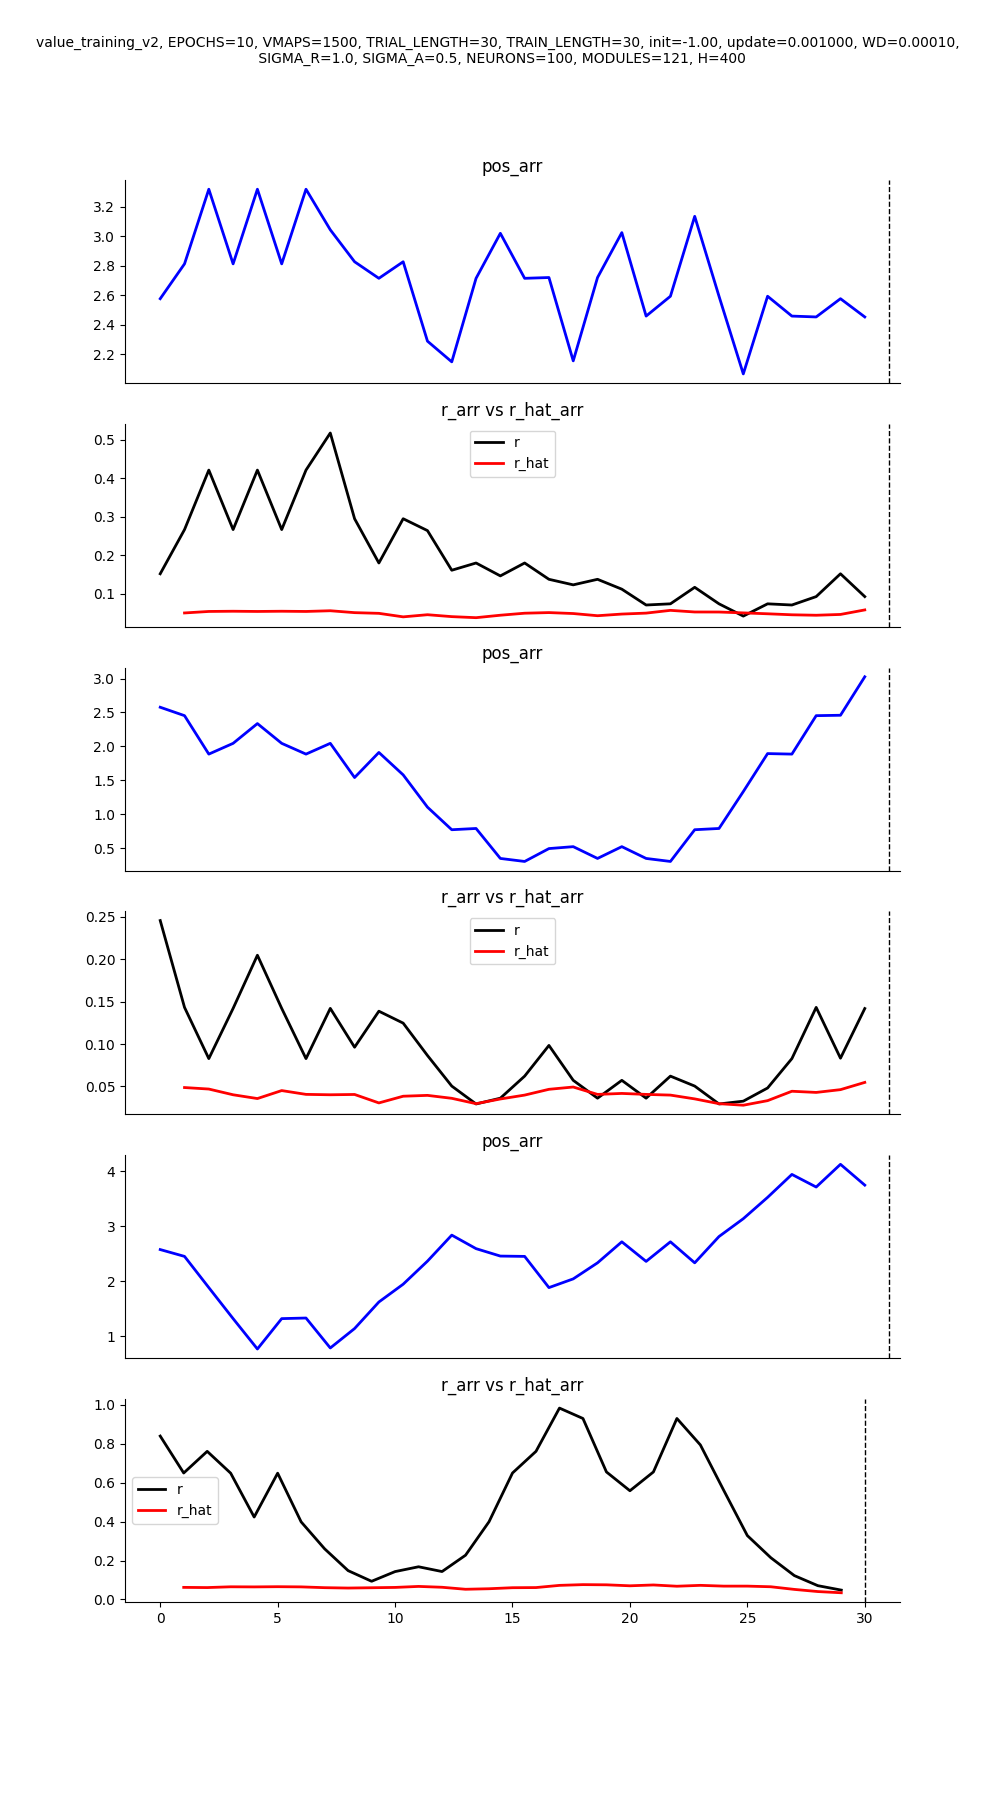 value_training_v2, EPOCHS=10, VMAPS=1500, TRIAL_LENGTH=30, TRAIN_LENGTH=30, init=-1.00, update=0.001000, WD=0.00010,
SIGMA_R=1.0, SIGMA_A=0.5, NEURONS=100, MODULES=121, H=400
pos_arr
3.2
3.0
2.8
2.6
2.4
2.2
r_arr vs r_hat_arr
r
r_hat
0.5
0.4
0.3
0.2
0.1
pos_arr
3.0
2.5
2.0
1.5
1.0
0.5
r_arr vs r_hat_arr
r
r_hat
0.25
0.20
0.15
0.10
0.05
pos_arr
4
3
2
1
r_arr vs r_hat_arr
r
r_hat
1.0
0.8
0.6
0.4
0.2
0.0
0 5 10 15 20 25 30